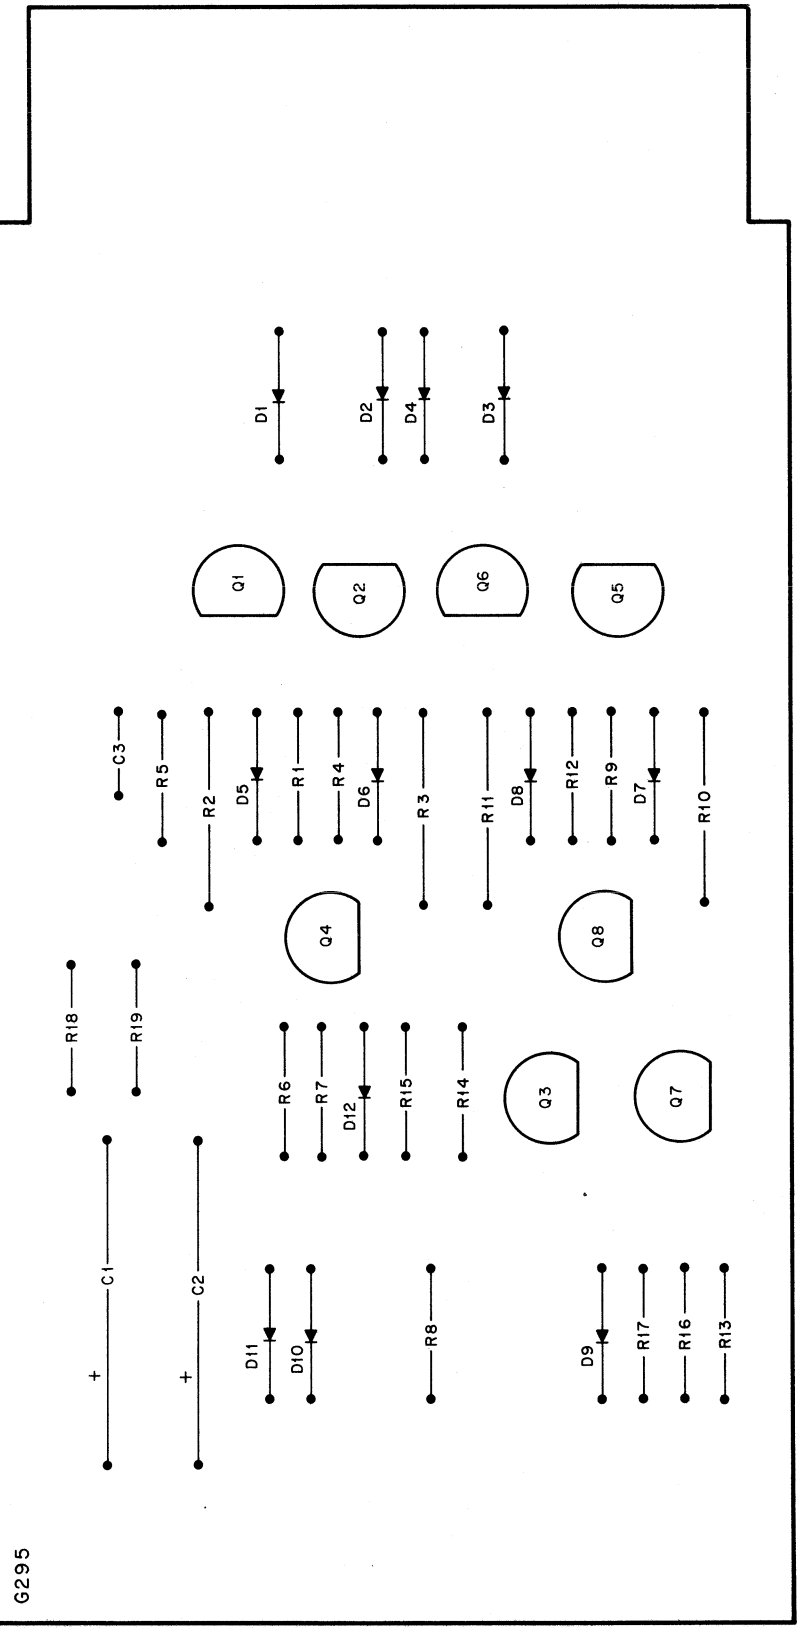 D1
D2
D4
D3
Q1
Q2
Q6
Q5
C3
R5
R2
D5
R1
R4
D6
R3
R11
D8
R12
R9
D7
R10
Q4
Q8
R18
R19
R6
R7
D12
R15
R14
Q3
Q7
C1
+
C2
+
D11
D10
R8
D9
R17
R16
R13
G295